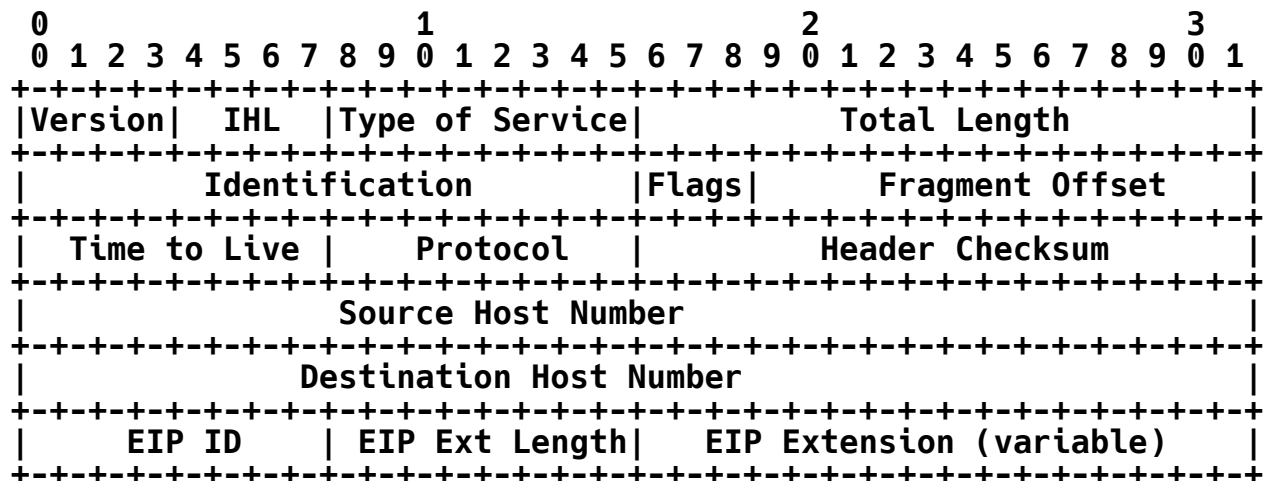 0                   1                   2                   3
 0 1 2 3 4 5 6 7 8 9 0 1 2 3 4 5 6 7 8 9 0 1 2 3 4 5 6 7 8 9 0 1
+-+-+-+-+-+-+-+-+-+-+-+-+-+-+-+-+-+-+-+-+-+-+-+-+-+-+-+-+-+-+-+-+
|Version|  IHL  |Type of Service|          Total Length         |
+-+-+-+-+-+-+-+-+-+-+-+-+-+-+-+-+-+-+-+-+-+-+-+-+-+-+-+-+-+-+-+-+
|         Identification        |Flags|      Fragment Offset    |
+-+-+-+-+-+-+-+-+-+-+-+-+-+-+-+-+-+-+-+-+-+-+-+-+-+-+-+-+-+-+-+-+
|  Time to Live |    Protocol   |         Header Checksum       |
+-+-+-+-+-+-+-+-+-+-+-+-+-+-+-+-+-+-+-+-+-+-+-+-+-+-+-+-+-+-+-+-+
|                Source Host Number                             |
+-+-+-+-+-+-+-+-+-+-+-+-+-+-+-+-+-+-+-+-+-+-+-+-+-+-+-+-+-+-+-+-+
|              Destination Host Number                          |
+-+-+-+-+-+-+-+-+-+-+-+-+-+-+-+-+-+-+-+-+-+-+-+-+-+-+-+-+-+-+-+-+
|     EIP ID    | EIP Ext Length|   EIP Extension (variable)    |
+-+-+-+-+-+-+-+-+-+-+-+-+-+-+-+-+-+-+-+-+-+-+-+-+-+-+-+-+-+-+-+-+